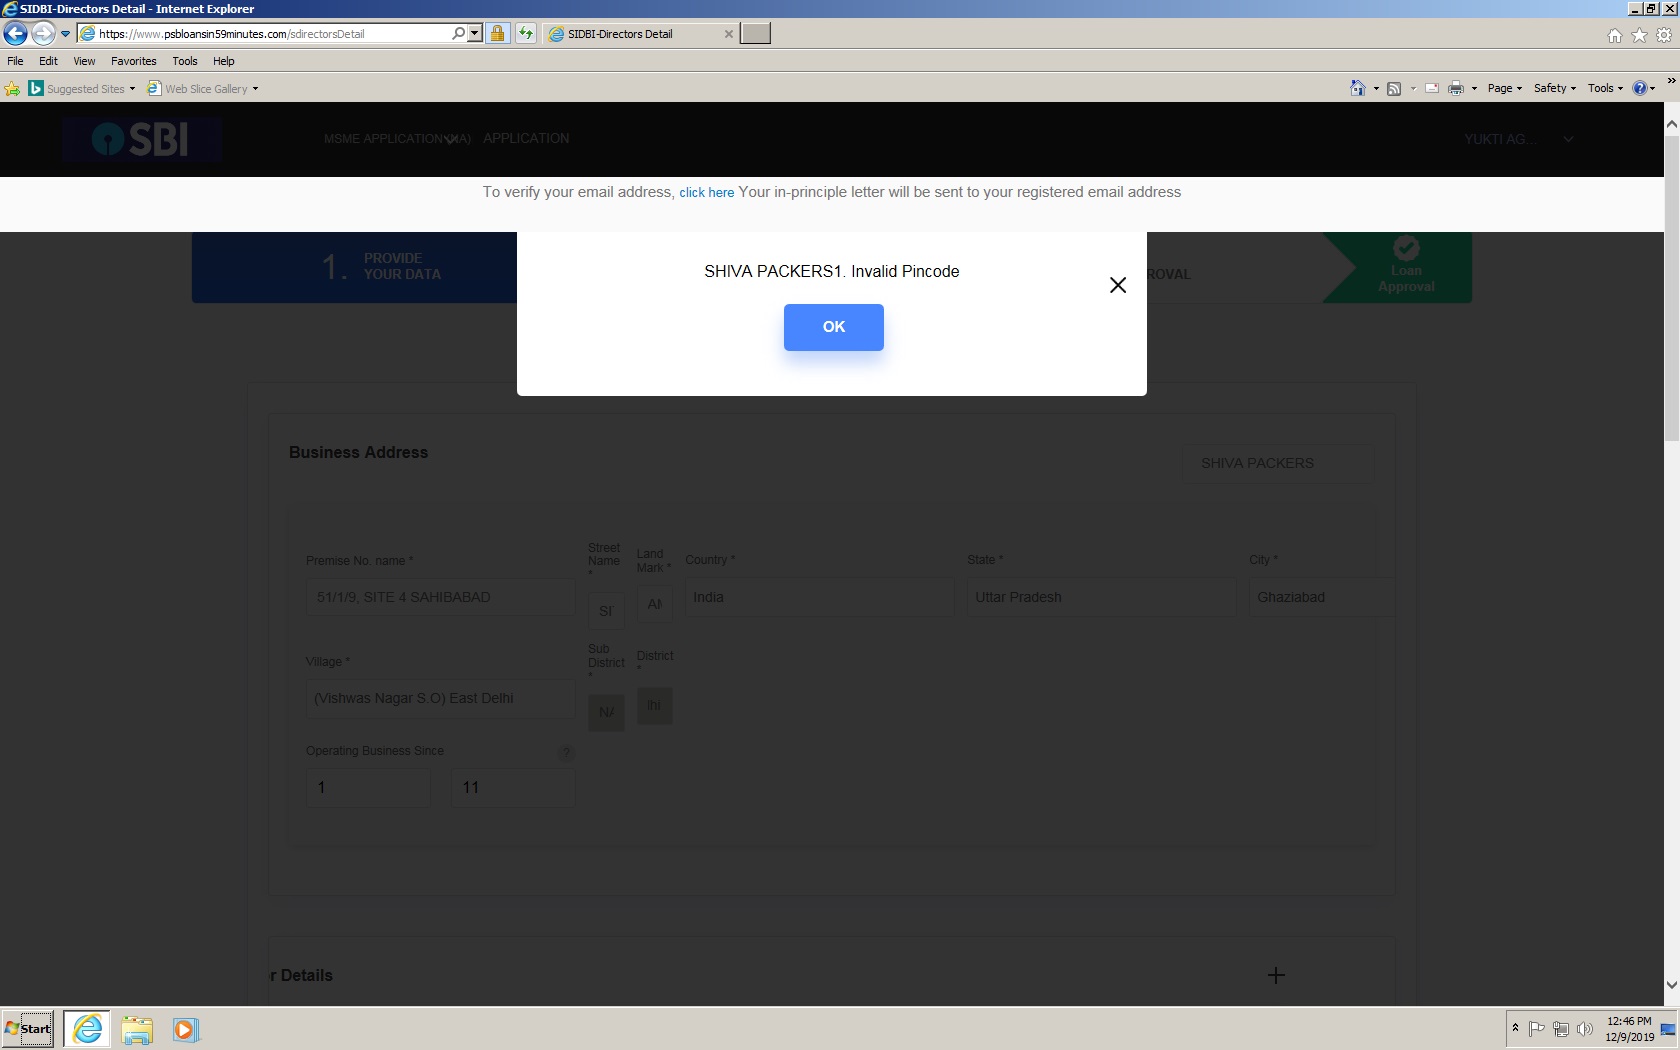 SIDBI-Directors Detail - Internet Explorer
https://www.psbloansin59minutes.com/sdirectorsDetail
SIDBI-Directors Detail
File Edit View Favorites Tools Help
Suggested Sites Web Slice Gallery
Page Safety Tools
SBI
MSME APPLICATION
APPLICATION
YUKTI AG...
To verify your email address, click here Your in-principle letter will be sent to your registered email address
1. PROVIDE
YOUR DATA
ROVAL
Loan
Approval
SHIVA PACKERS1. Invalid Pincode
OK
Business Address
SHIVA PACKERS
Premise No. name *
Street
Name
*
Land
Mark *
Country *
State *
City *
51/1/9, SITE 4 SAHIBABAD
India
Uttar Pradesh
Ghaziabad
Village *
Sub
District
*
District
*
(Vishwas Nagar S.O) East Delhi
Operating Business Since
?
1
11
r Details
Start
12:46 PM
12/9/2019